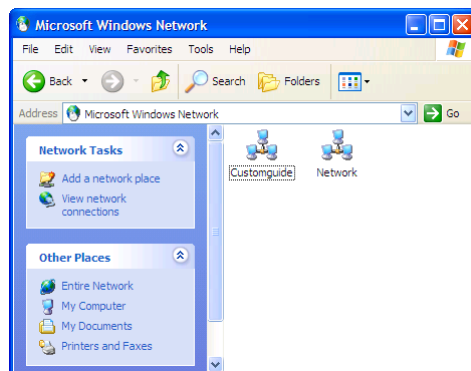 Microsoft Windows Network
File Edit View Favorites Tools Help
Back Search Folders
Address Microsoft Windows Network Go
Network Tasks
Add a network place
View network
connections
Other Places
Entire Network
My Computer
My Documents
Printers and Faxes
Customguide Network